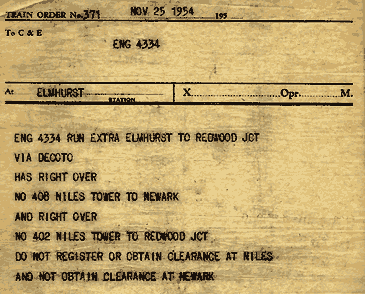 TRAIN ORDER No. 371 NOV 25 1954 195
To C & E
ENG 4334
At ELMHURST X Opr. M.
STATION
ENG 4334 RUN EXTRA ELMHURST TO REDWOOD JCT
VIA DECOTO
HAS RIGHT OVER
NO 408 NILES TOWER TO NEWARK
AND RIGHT OVER
NO 402 NILES TOWER TO REDWOOD JCT
DO NOT REGISTER OR OBTAIN CLEARANCE AT NILES
AND NOT OBTAIN CLEARANCE AT NEWARK